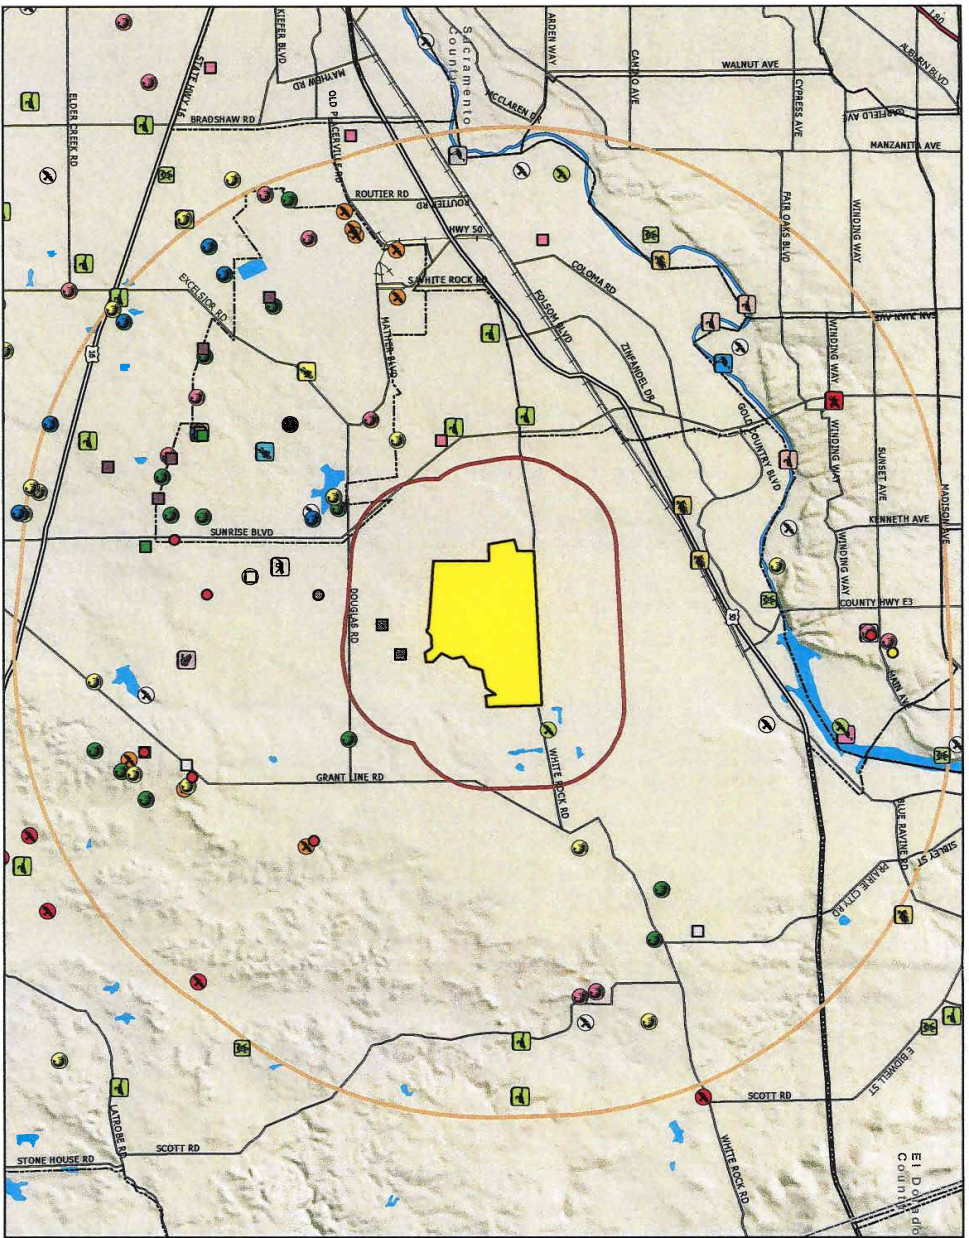 KIEFER BLVD
STATE HWY 16
MAYHEW RD
OLD PLACERVILLE RD
Sacramento
County
ARDEN WAY
CAMINO AVE
WALNUT AVE
CYPRESS AVE
AUBURN BLVD
I-80
GARFIELD AVE
MANZANITA AVE
ELDER CREEK RD
BRADSHAW RD
MCCLAREN DR
ROUTIER RD
ROUTIER RD
HWY 50
FAIR OAKS BLVD
WINDING WAY
S WHITE ROCK RD
COLOMA RD
EXCELSIOR RD
FOLSOM BLVD
SAN JUAN AVE
MATHER BLVD
ZINFANDEL DR
WINDING WAY
16
GOLD COUNTRY BLVD
WINDING WAY
SUNSET AVE
MADISON AVE
KENNETH AVE
SUNRISE BLVD
WINDING WAY
DOUGLAS RD
COUNTY HWY E3
50
MAIN AV
GRANT LINE RD
WHITE ROCK RD
BLUE RAVINE RD
SIBLEY ST
PRAIRIE CITY RD
E BIDWELL ST
SCOTT RD
LATROBE RD
SCOTT RD
WHITE ROCK RD
STONE HOUSE RD
El Dorado
County